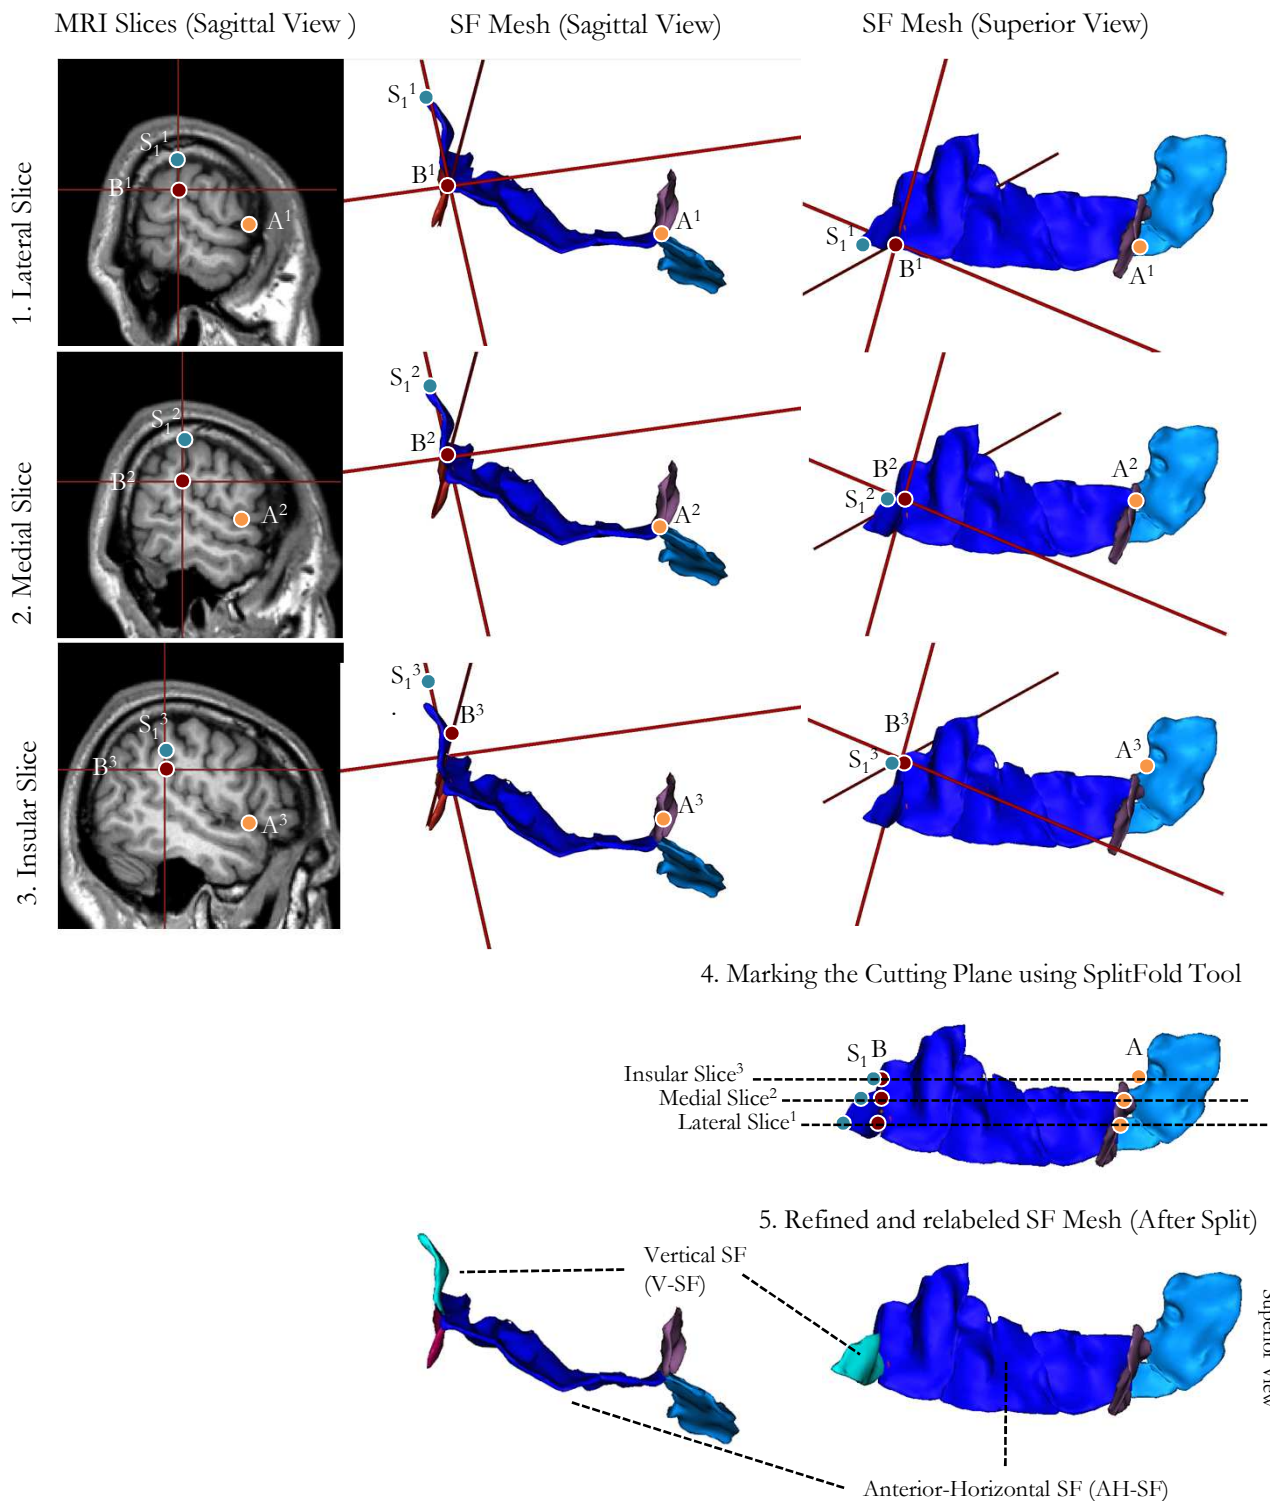 MRI Slices (Sagittal View )
SF Mesh (Sagittal View)
SF Mesh (Superior View)
1. Lateral Slice
S₁¹
B¹
A¹
S₁¹
B¹
A¹
S₁¹
B¹
A¹
2. Medial Slice
S₁²
B²
A²
S₁²
B²
A²
B²
S₁²
A²
3. Insular Slice
S₁³
B³
A³
S₁³
B³
A³
B³
S₁³
A³
4. Marking the Cutting Plane using SplitFold Tool
S₁ B
A
Insular Slice³
Medial Slice²
Lateral Slice¹
5. Refined and relabeled SF Mesh (After Split)
Vertical SF
(V-SF)
Superior View
Anterior-Horizontal SF (AH-SF)